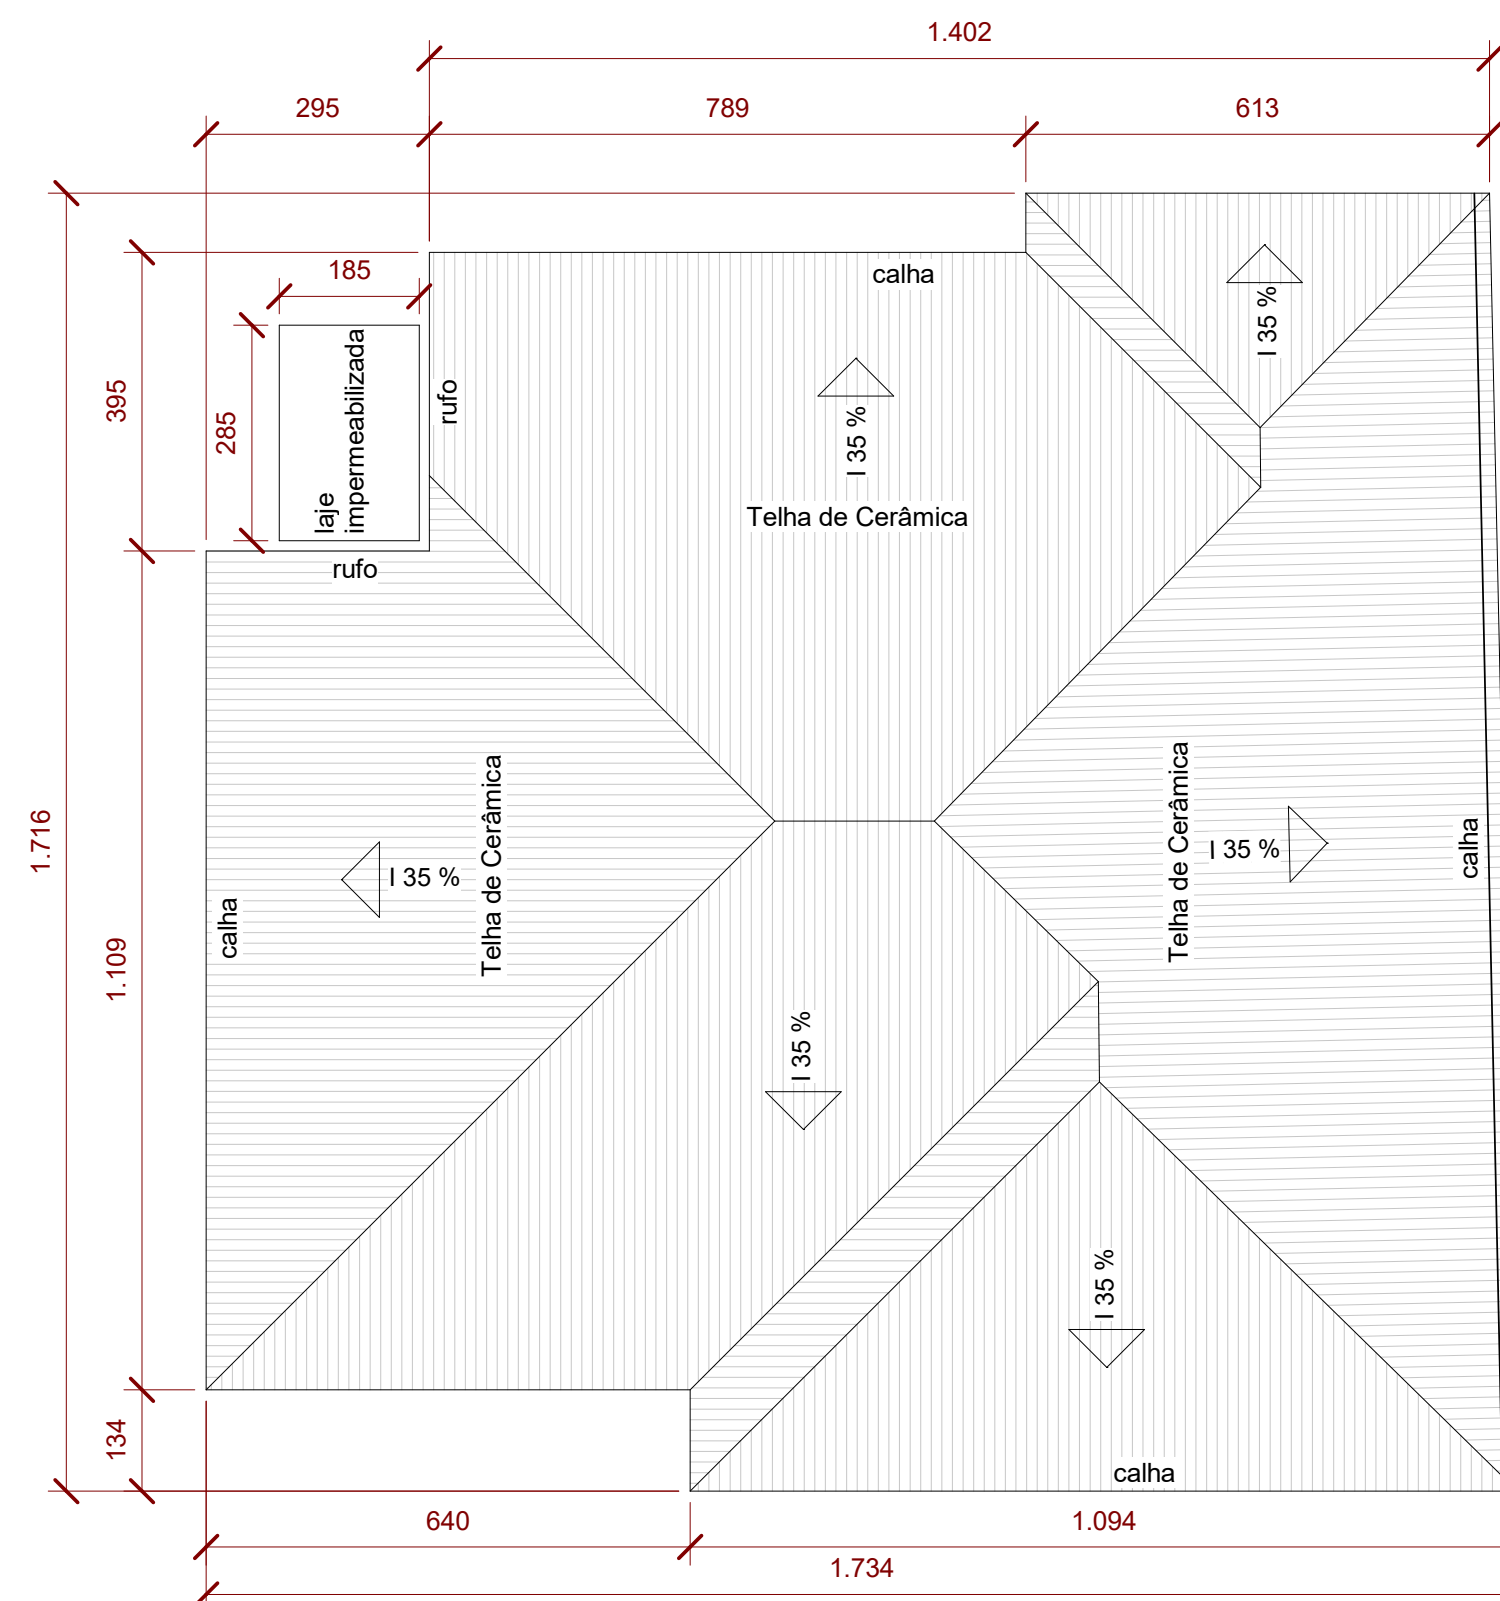 1.402
295
789
613
185
calha
I 35 %
395
285
laje
impermeabilizada
rufo
I 35 %
Telha de Cerâmica
rufo
1.716
1.109
calha
I 35 %
Telha de Cerâmica
Telha de Cerâmica
I 35 %
calha
I 35 %
I 35 %
134
calha
640
1.094
1.734